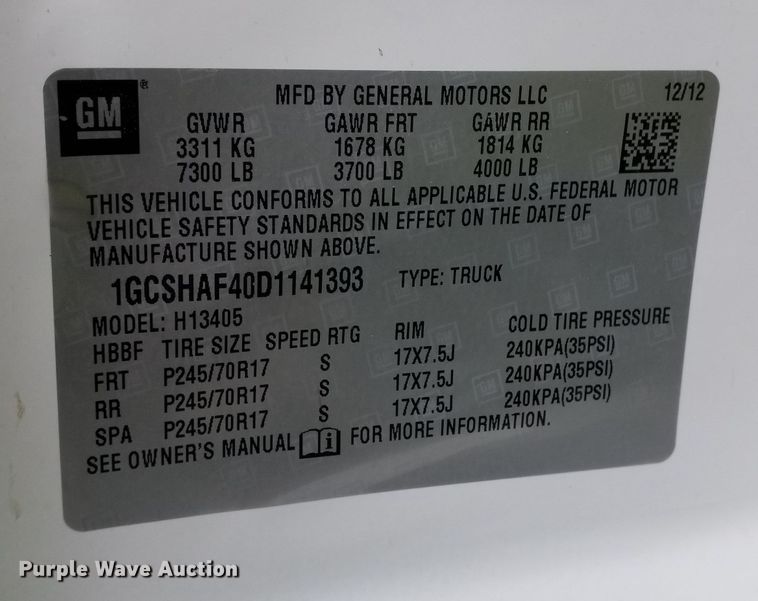 GM ®
MFD BY GENERAL MOTORS LLC 12/12
GVWR GAWR FRT GAWR RR
3311 KG 1678 KG 1814 KG
7300 LB 3700 LB 4000 LB
THIS VEHICLE CONFORMS TO ALL APPLICABLE U.S. FEDERAL MOTOR
VEHICLE SAFETY STANDARDS IN EFFECT ON THE DATE OF
MANUFACTURE SHOWN ABOVE.
1GCSHAF40D1141393 TYPE: TRUCK
MODEL: H13405
HBBF TIRE SIZE SPEED RTG RIM COLD TIRE PRESSURE
FRT P245/70R17 S 17X7.5J 240KPA(35PSI)
RR P245/70R17 S 17X7.5J 240KPA(35PSI)
SPA P245/70R17 S 17X7.5J 240KPA(35PSI)
SEE OWNER'S MANUAL i FOR MORE INFORMATION.
Purple Wave Auction